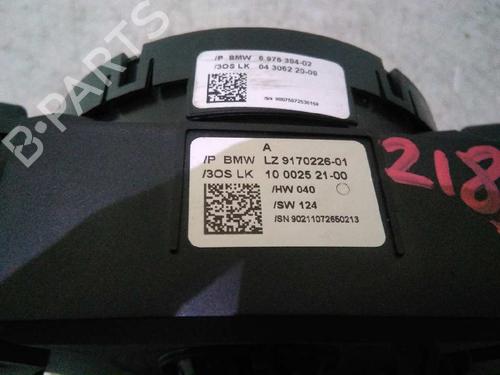 /P BMW 6 976 394-02
/3OS LK 04 3062 20-06
A
/P BMW LZ 9170226-01
/3OS LK 10 0025 21-00
/HW 040
/SW 124
/SN 90211072650213
218
B-PARTS